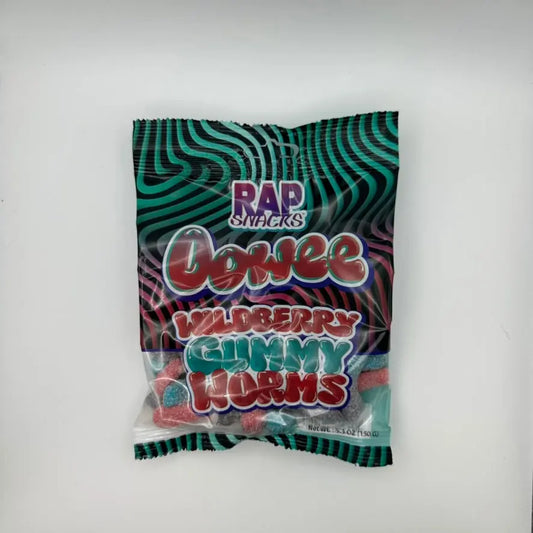 RAP
SNACKS
Oowee
WILDBERRY
GUMMY
WORMS
Net WT. 5.3 OZ (150 G)